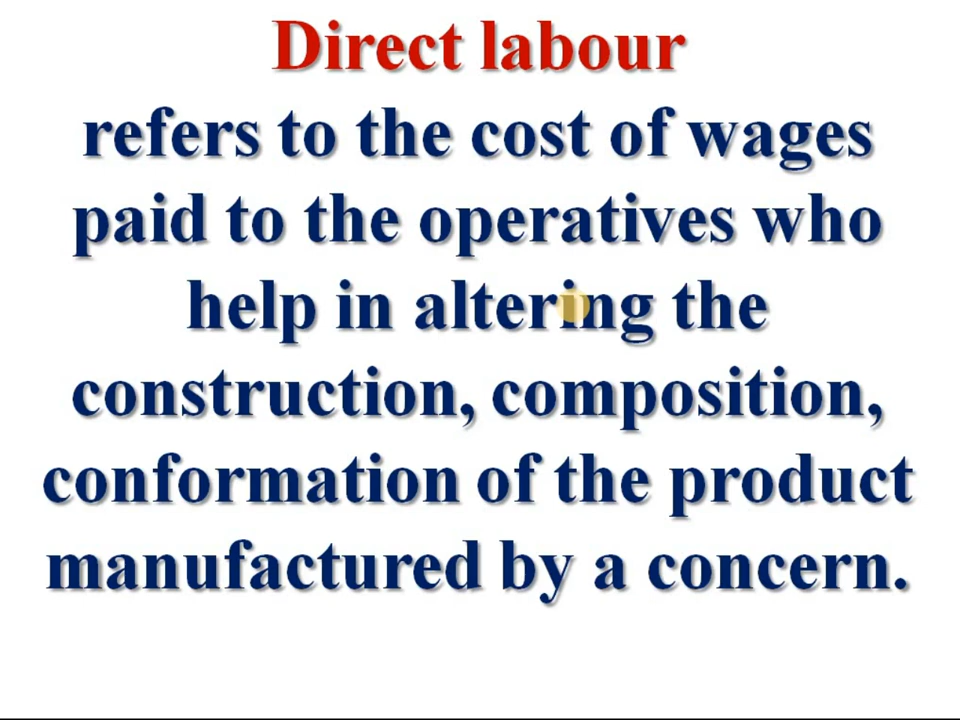 Direct labour
refers to the cost of wages
paid to the operatives who
help in altering the
construction, composition,
conformation of the product
manufactured by a concern.